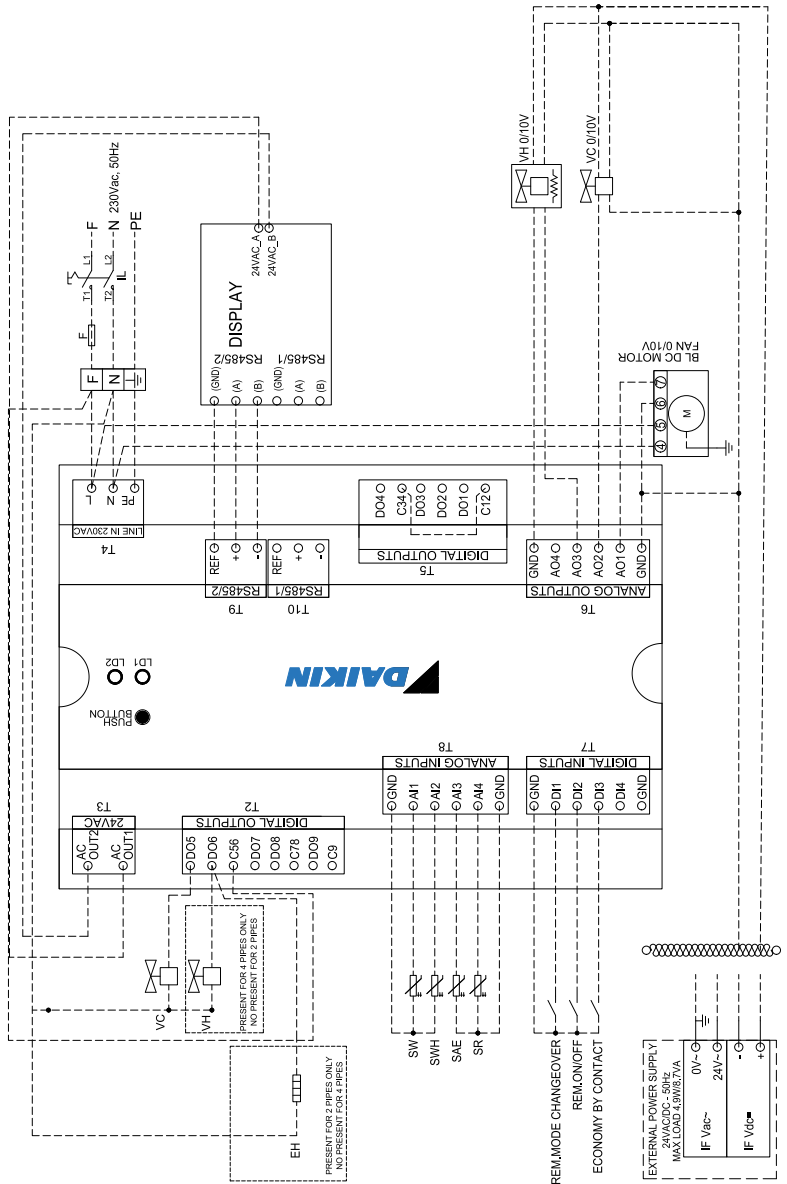 VH 0/10V
VC 0/10V
F
N 230Vac, 50Hz
PE
L1
L2
T1
T2
IL
F
F
N
24VAC_A
24VAC_B
DISPLAY
RS485/2
RS485/1
(GND)
(A)
(B)
(GND)
(A)
(B)
BL DC MOTOR
FAN 0/10V
4
5
6
7
M
L
N
PE
LINE IN 230VAC
T4
REF
+
-
RS485/2
T9
REF
+
-
RS485/1
T10
DO4
C34
DO3
DO2
DO1
C12
DIGITAL OUTPUTS
T5
GND
AO4
AO3
AO2
AO1
GND
ANALOG OUTPUTS
T6
LD2
LD1
PUSH
BUTTON
DAIKIN
T3
24VAC
AC
OUT2
AC
OUT1
T2
DIGITAL OUTPUTS
DO5
DO6
C56
DO7
DO8
C78
DO9
C9
T8
ANALOG INPUTS
GND
AI1
AI2
AI3
AI4
GND
T7
DIGITAL INPUTS
GND
DI1
DI2
DI3
DI4
GND
VC
VH
PRESENT FOR 4 PIPES ONLY
NO PRESENT FOR 2 PIPES
EH
PRESENT FOR 2 PIPES ONLY
NO PRESENT FOR 4 PIPES
SW
SWH
SAE
SR
REM.MODE CHANGEOVER
REM.ON/OFF
ECONOMY BY CONTACT
EXTERNAL POWER SUPPLY
24VAC/DC - 50Hz
MAX LOAD 4,9W/8,7VA
IF Vac~
0V~
24V~
IF Vdc=
-
+